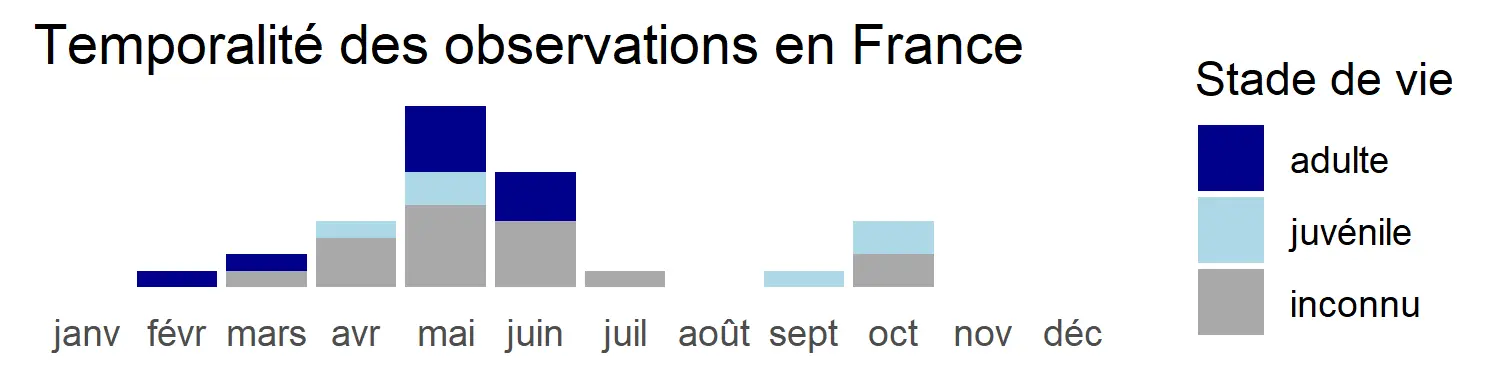 Temporalité des observations en France
janv févr mars avr mai juin juil août sept oct nov déc
Stade de vie
adulte
juvénile
inconnu